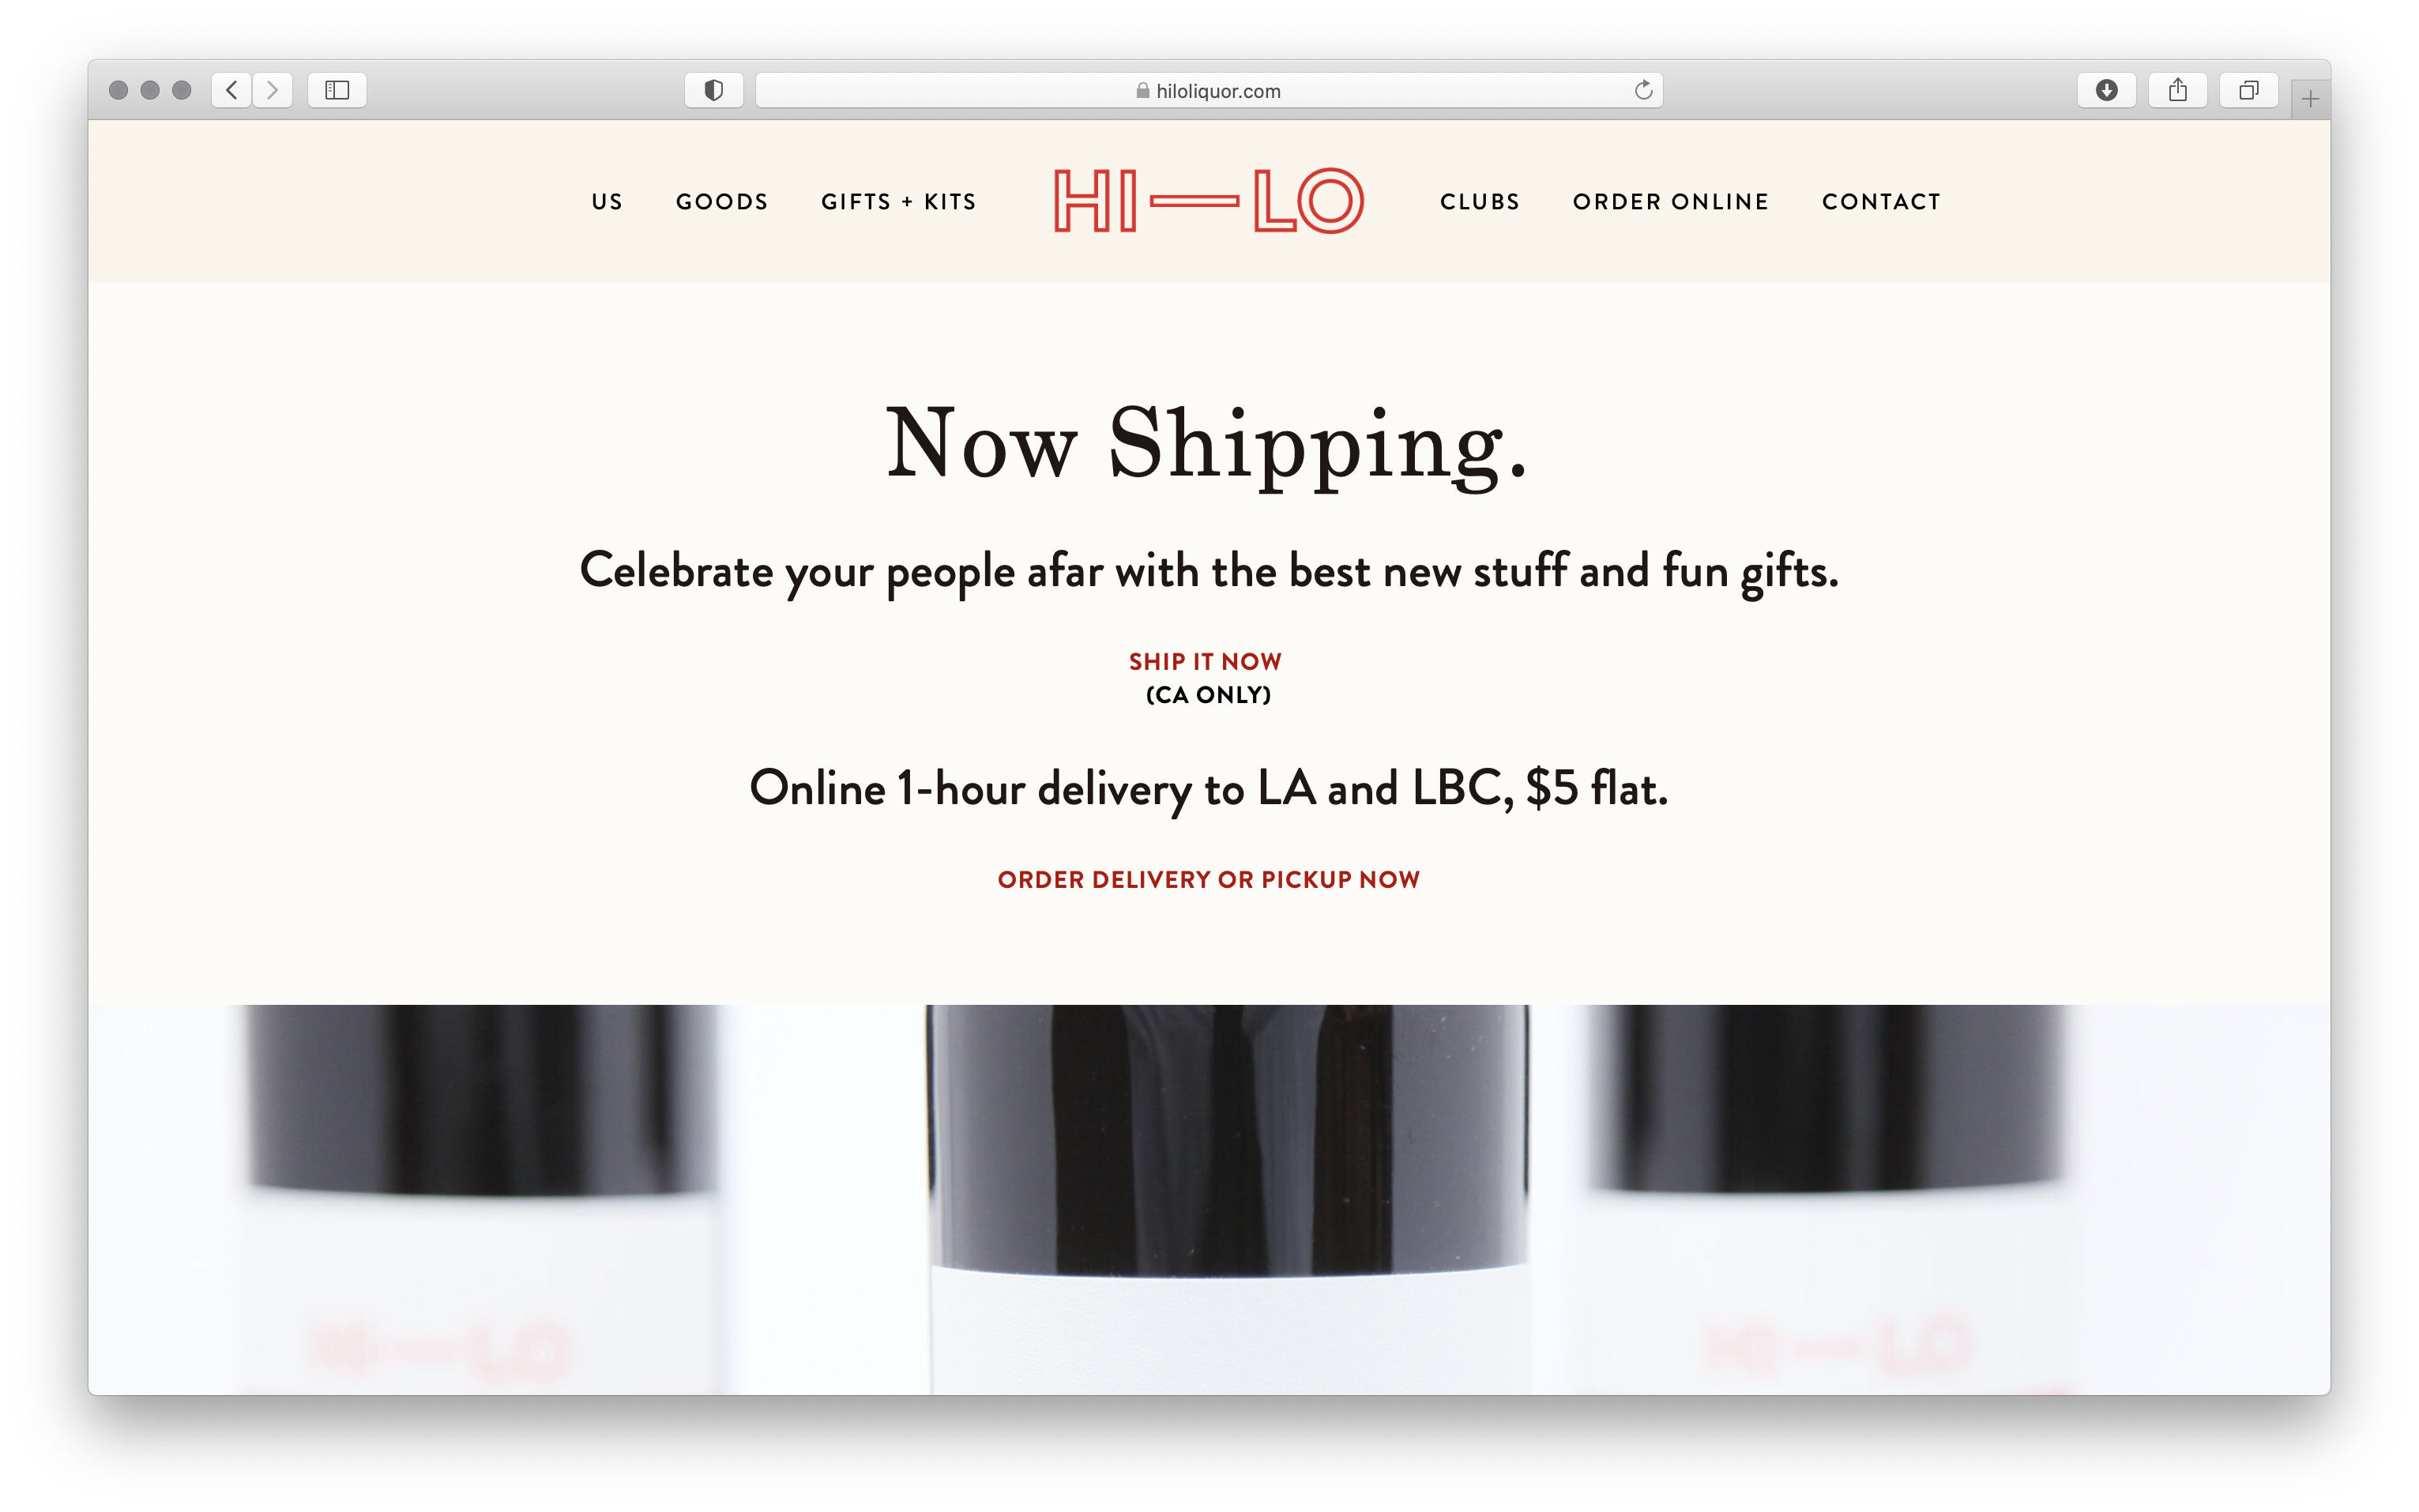 hiloliquor.com
US GOODS GIFTS + KITS HI—LO CLUBS ORDER ONLINE CONTACT
Now Shipping.
Celebrate your people afar with the best new stuff and fun gifts.
SHIP IT NOW
(CA ONLY)
Online 1-hour delivery to LA and LBC, $5 flat.
ORDER DELIVERY OR PICKUP NOW
HI—LO HI—LO